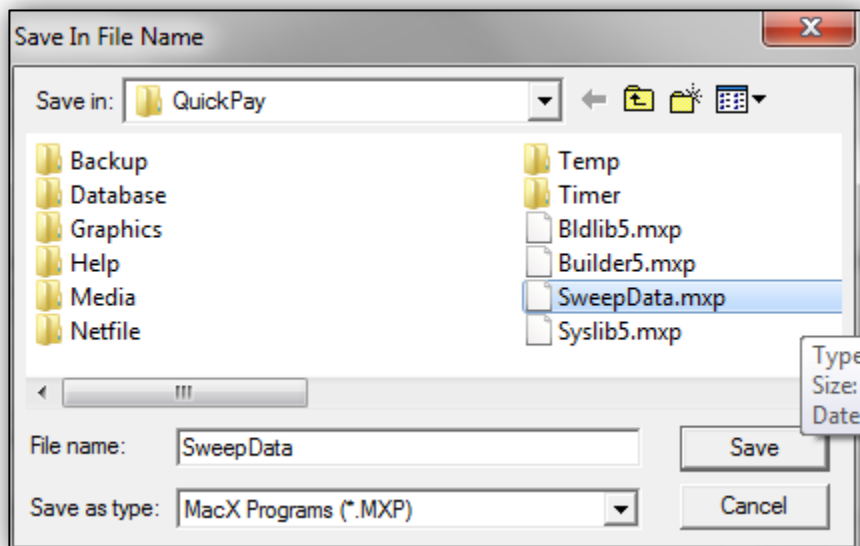 Save In File Name
Save in: QuickPay
Backup
Database
Graphics
Help
Media
Netfile
Temp
Timer
Bldlib5.mxp
Builder5.mxp
SweepData.mxp
Syslib5.mxp
Type
Size:
Date
File name: SweepData
Save
Save as type: MacX Programs (*.MXP)
Cancel